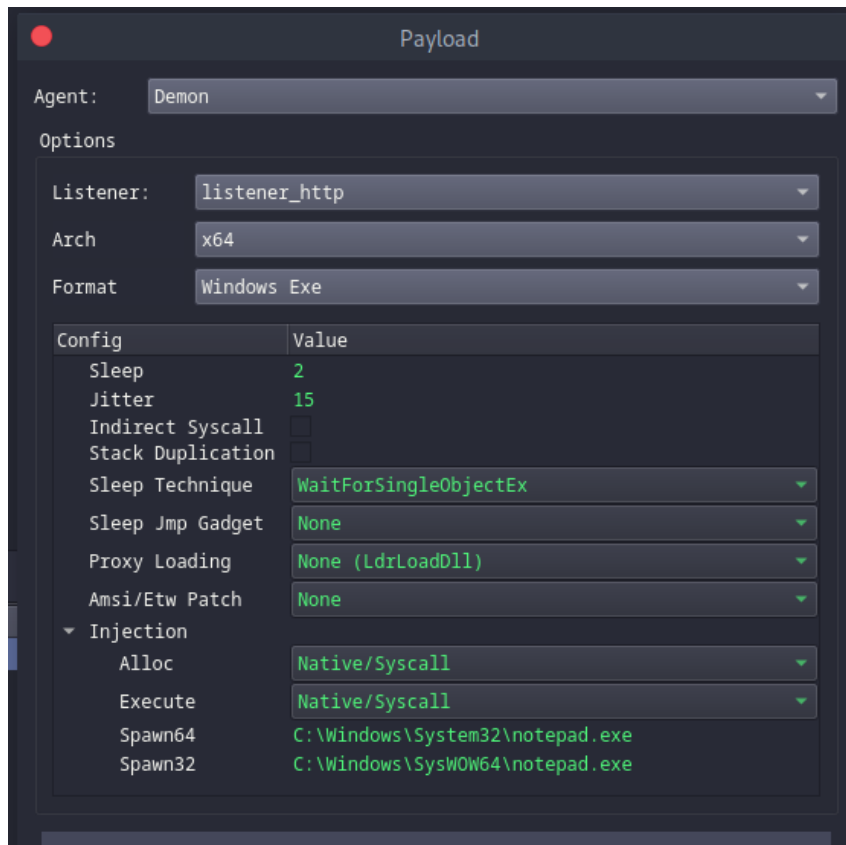 Payload
Agent: Demon
Options
Listener: listener_http
Arch x64
Format Windows Exe
Config Value
Sleep 2
Jitter 15
Indirect Syscall
Stack Duplication
Sleep Technique WaitForSingleObjectEx
Sleep Jmp Gadget None
Proxy Loading None (LdrLoadDll)
Amsi/Etw Patch None
Injection
Alloc Native/Syscall
Execute Native/Syscall
Spawn64 C:\Windows\System32\notepad.exe
Spawn32 C:\Windows\SysWOW64\notepad.exe